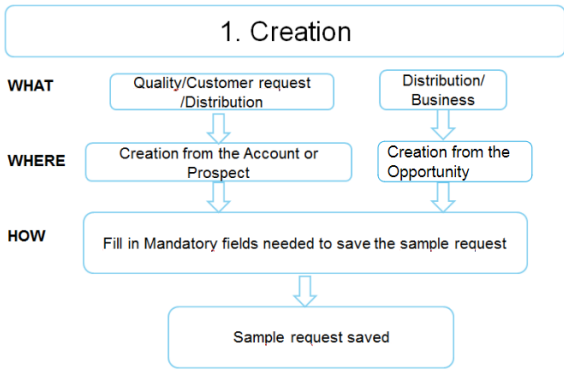 1. Creation
WHAT
Quality/Customer request
/Distribution
Distribution/
Business
WHERE
Creation from the Account or
Prospect
Creation from the
Opportunity
HOW
Fill in Mandatory fields needed to save the sample request
Sample request saved